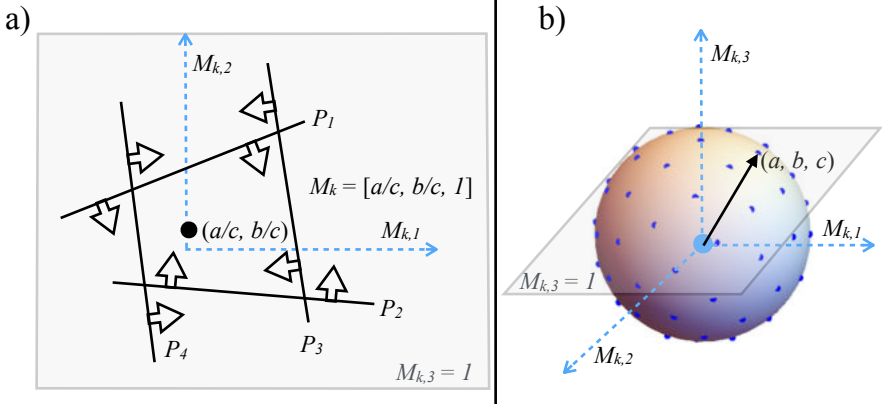 a)
M_{k,2}
P_1
M_k = [a/c, b/c, 1]
(a/c, b/c)
M_{k,1}
P_2
P_3
P_4
M_{k,3} = 1
b)
M_{k,3}
(a, b, c)
M_{k,1}
M_{k,3} = 1
M_{k,2}